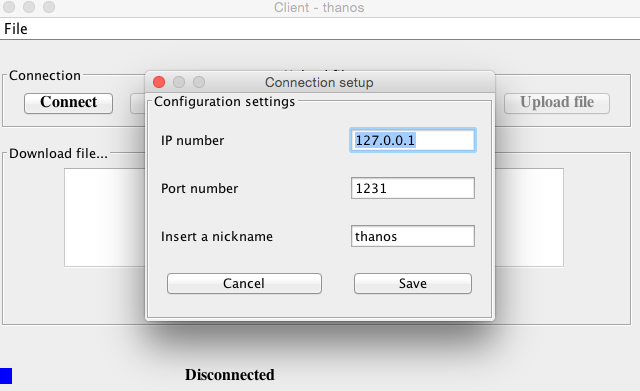 Client - thanos
File
Connection
Connect
Upload file
Download file...
Connection setup
Configuration settings
IP number 127.0.0.1
Port number 1231
Insert a nickname thanos
Cancel Save
Disconnected